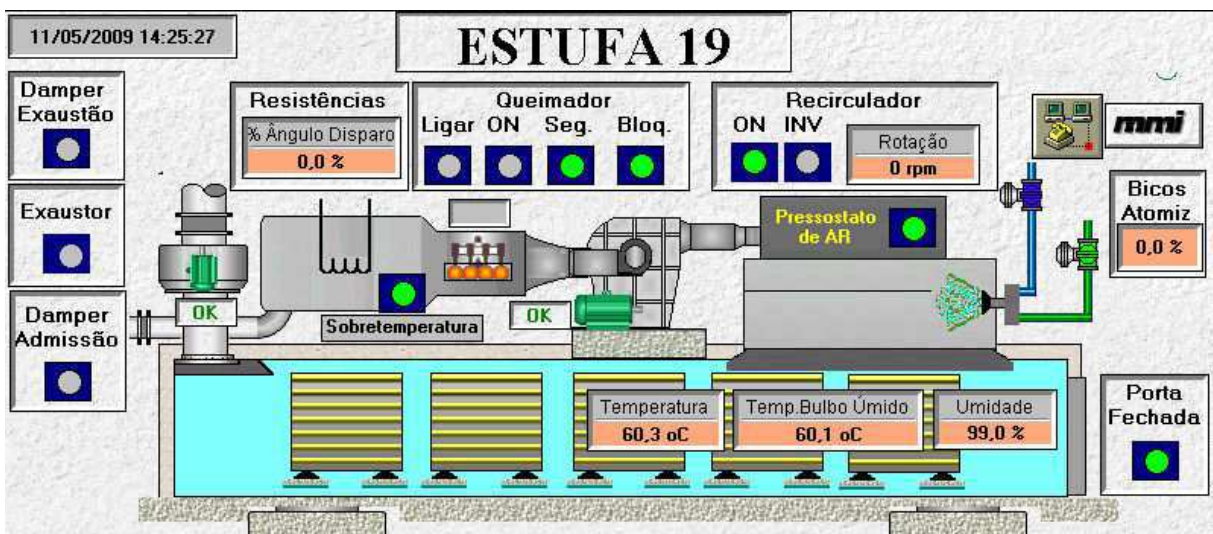 11/05/2009 14:25:27
ESTUFA 19
Damper
Exaustão
Resistências
% Ângulo Disparo
0,0 %
Queimador
Ligar ON Seg. Bloq.
Recirculador
ON INV
Rotação
0 rpm
mmi
Exaustor
Bicos
Atomiz
0,0 %
Pressostato
de AR
Damper
Admissão
OK
Sobretemperatura
OK
Temperatura
60,3 oC
Temp.Bulbo Úmido
60,1 oC
Umidade
99,0 %
Porta
Fechada